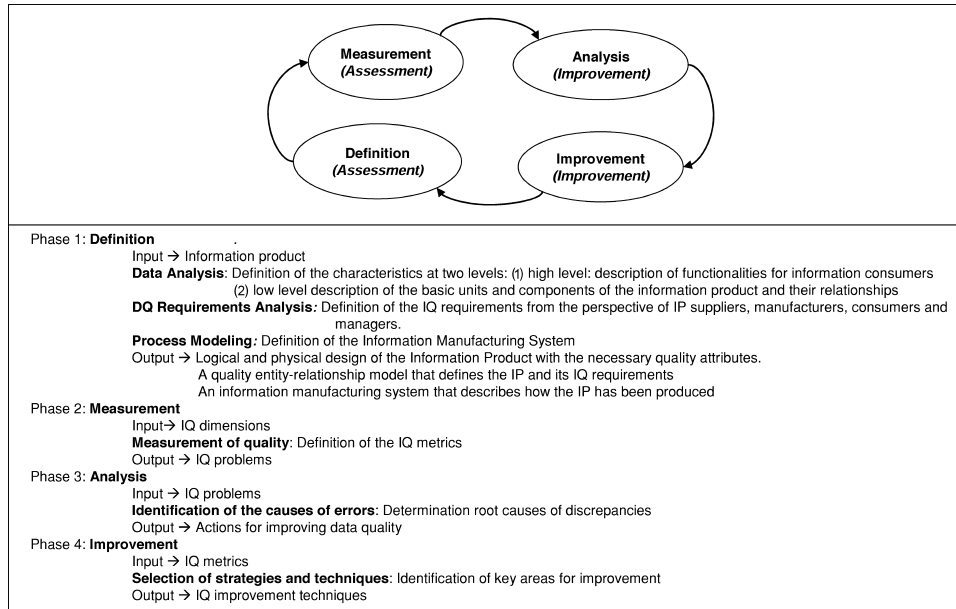 Measurement
(Assessment)
Analysis
(Improvement)
Definition
(Assessment)
Improvement
(Improvement)
Phase 1: Definition .
Input → Information product
Data Analysis: Definition of the characteristics at two levels: (1) high level: description of functionalities for information consumers
(2) low level description of the basic units and components of the information product and their relationships
DQ Requirements Analysis: Definition of the IQ requirements from the perspective of IP suppliers, manufacturers, consumers and
managers.
Process Modeling: Definition of the Information Manufacturing System
Output → Logical and physical design of the Information Product with the necessary quality attributes.
A quality entity-relationship model that defines the IP and its IQ requirements
An information manufacturing system that describes how the IP has been produced
Phase 2: Measurement
Input→ IQ dimensions
Measurement of quality: Definition of the IQ metrics
Output → IQ problems
Phase 3: Analysis
Input → IQ problems
Identification of the causes of errors: Determination root causes of discrepancies
Output → Actions for improving data quality
Phase 4: Improvement
Input → IQ metrics
Selection of strategies and techniques: Identification of key areas for improvement
Output → IQ improvement techniques